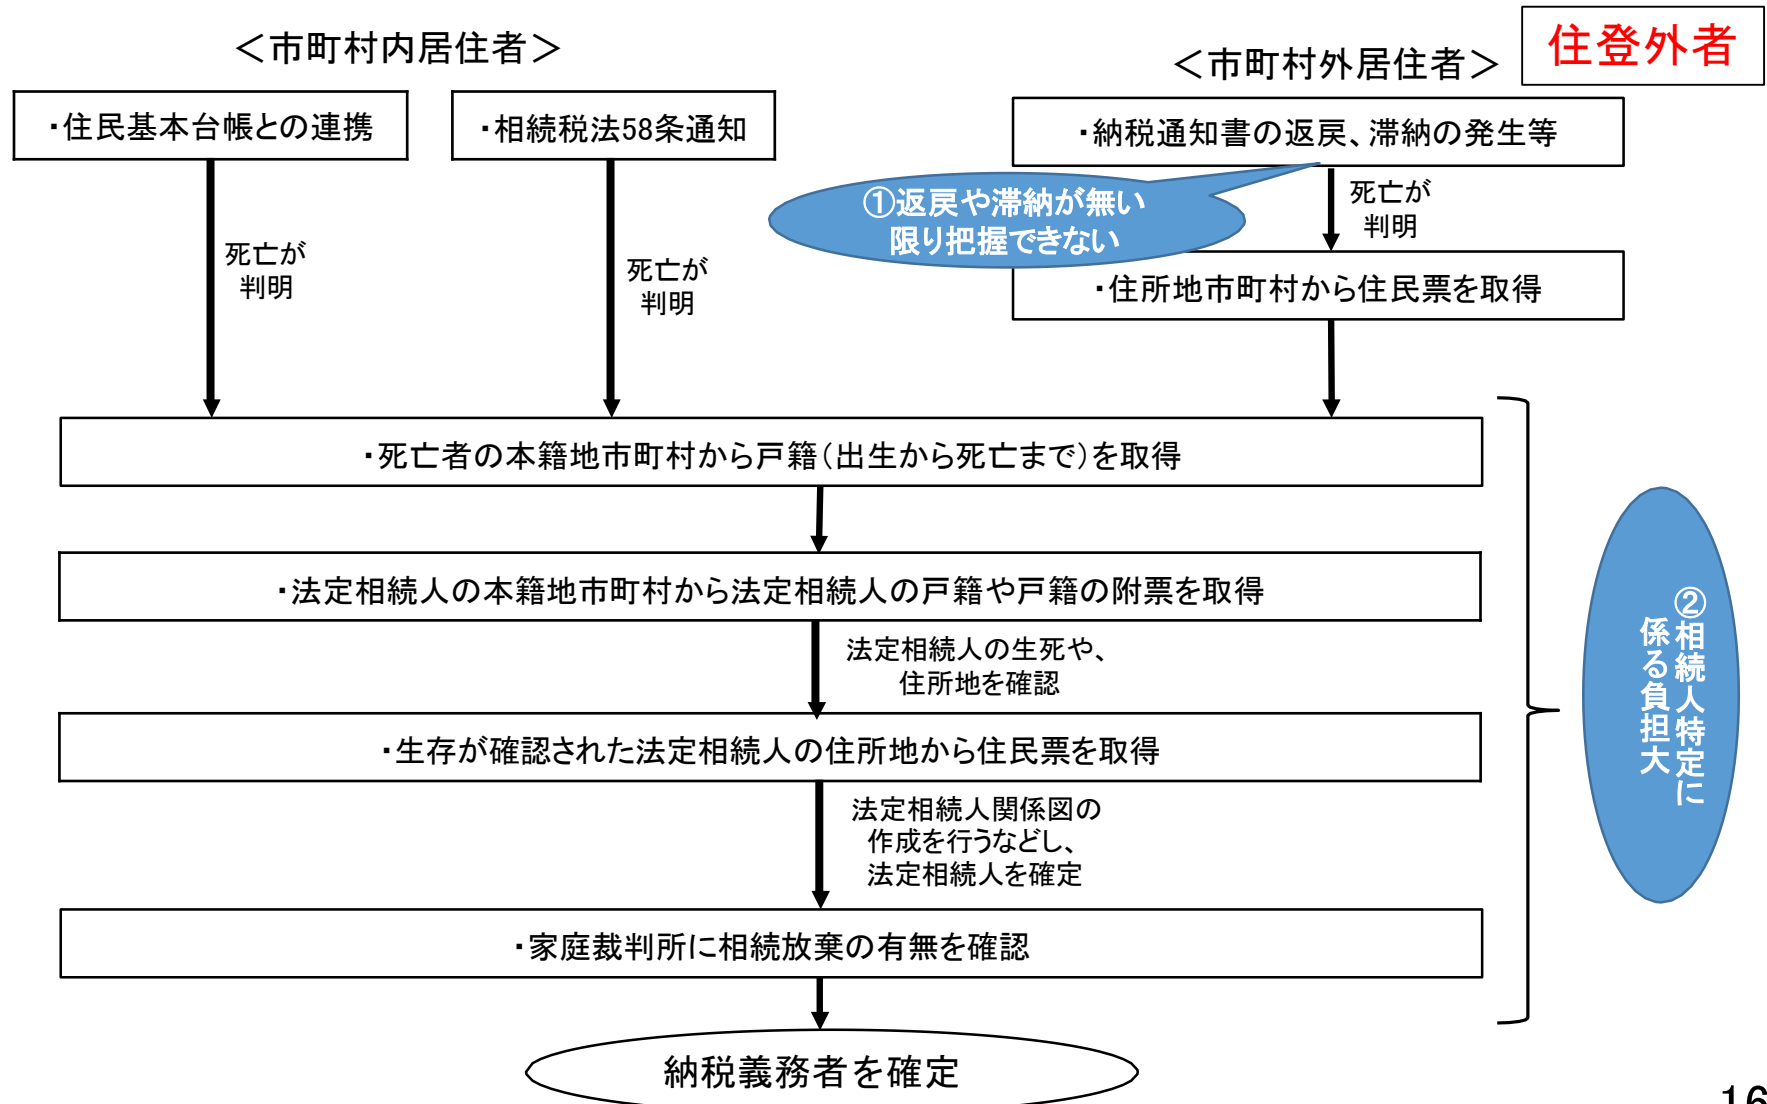 ＜市町村内居住者＞
＜市町村外居住者＞
住登外者
・住民基本台帳との連携
・相続税法58条通知
・納税通知書の返戻、滞納の発生等
①返戻や滞納が無い
限り把握できない
死亡が
判明
死亡が
判明
死亡が
判明
・住所地市町村から住民票を取得
・死亡者の本籍地市町村から戸籍（出生から死亡まで）を取得
・法定相続人の本籍地市町村から法定相続人の戸籍や戸籍の附票を取得
法定相続人の生死や、
住所地を確認
・生存が確認された法定相続人の住所地から住民票を取得
法定相続人関係図の
作成を行うなどし、
法定相続人を確定
・家庭裁判所に相続放棄の有無を確認
納税義務者を確定
②相続人特定に
係る負担大
16